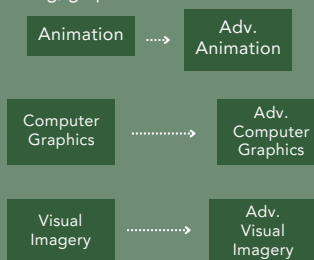 Animation
Adv.
Animation
Computer
Graphics
Adv.
Computer
Graphics
Visual
Imagery
Adv.
Visual
Imagery